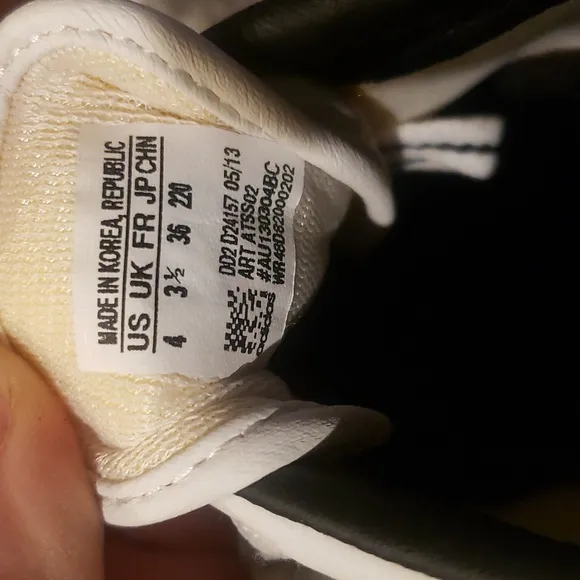 MADE IN KOREA, REPUBLIC
US UK FR JP CHN
4 3½ 36 220
DD2 D24157 05/13
ART ATSS02
#AU130304BC
WR48082000202
adidas